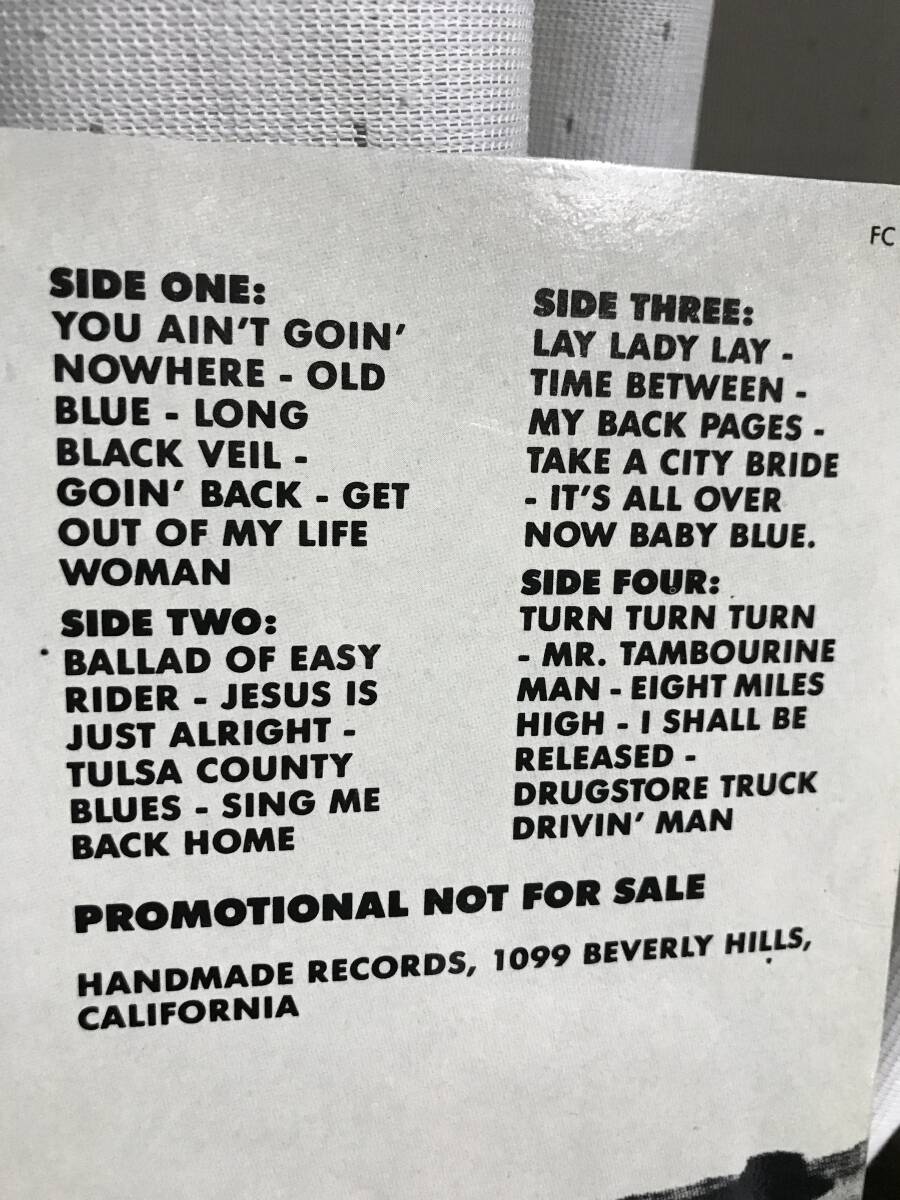 FC
SIDE ONE:
YOU AIN'T GOIN'
NOWHERE - OLD
BLUE - LONG
BLACK VEIL -
GOIN' BACK - GET
OUT OF MY LIFE
WOMAN
SIDE TWO:
BALLAD OF EASY
RIDER - JESUS IS
JUST ALRIGHT -
TULSA COUNTY
BLUES - SING ME
BACK HOME
SIDE THREE:
LAY LADY LAY -
TIME BETWEEN -
MY BACK PAGES -
TAKE A CITY BRIDE
- IT'S ALL OVER
NOW BABY BLUE.
SIDE FOUR:
TURN TURN TURN
- MR. TAMBOURINE
MAN - EIGHT MILES
HIGH - I SHALL BE
RELEASED -
DRUGSTORE TRUCK
DRIVIN' MAN
PROMOTIONAL NOT FOR SALE
HANDMADE RECORDS, 1099 BEVERLY HILLS,
CALIFORNIA